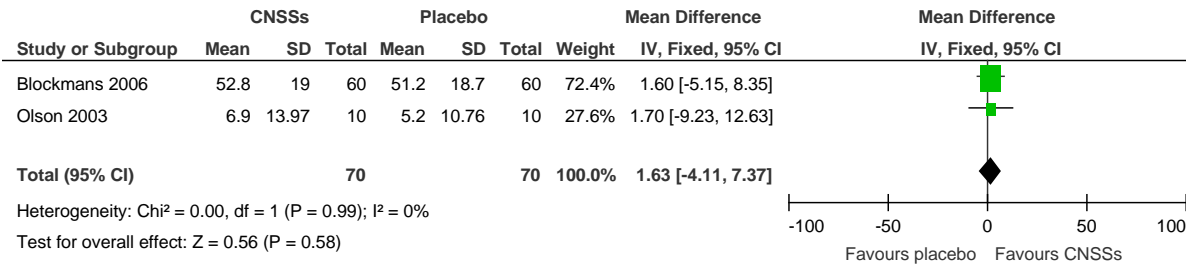 CNSSs Placebo Mean Difference Mean Difference
Study or Subgroup Mean SD Total Mean SD Total Weight IV, Fixed, 95% CI IV, Fixed, 95% CI
Blockmans 2006 52.8 19 60 51.2 18.7 60 72.4% 1.60 [-5.15, 8.35]
Olson 2003 6.9 13.97 10 5.2 10.76 10 27.6% 1.70 [-9.23, 12.63]
Total (95% CI) 70 70 100.0% 1.63 [-4.11, 7.37]
Heterogeneity: Chi² = 0.00, df = 1 (P = 0.99); I² = 0%
Test for overall effect: Z = 0.56 (P = 0.58)
-100 -50 0 50 100
Favours placebo Favours CNSSs